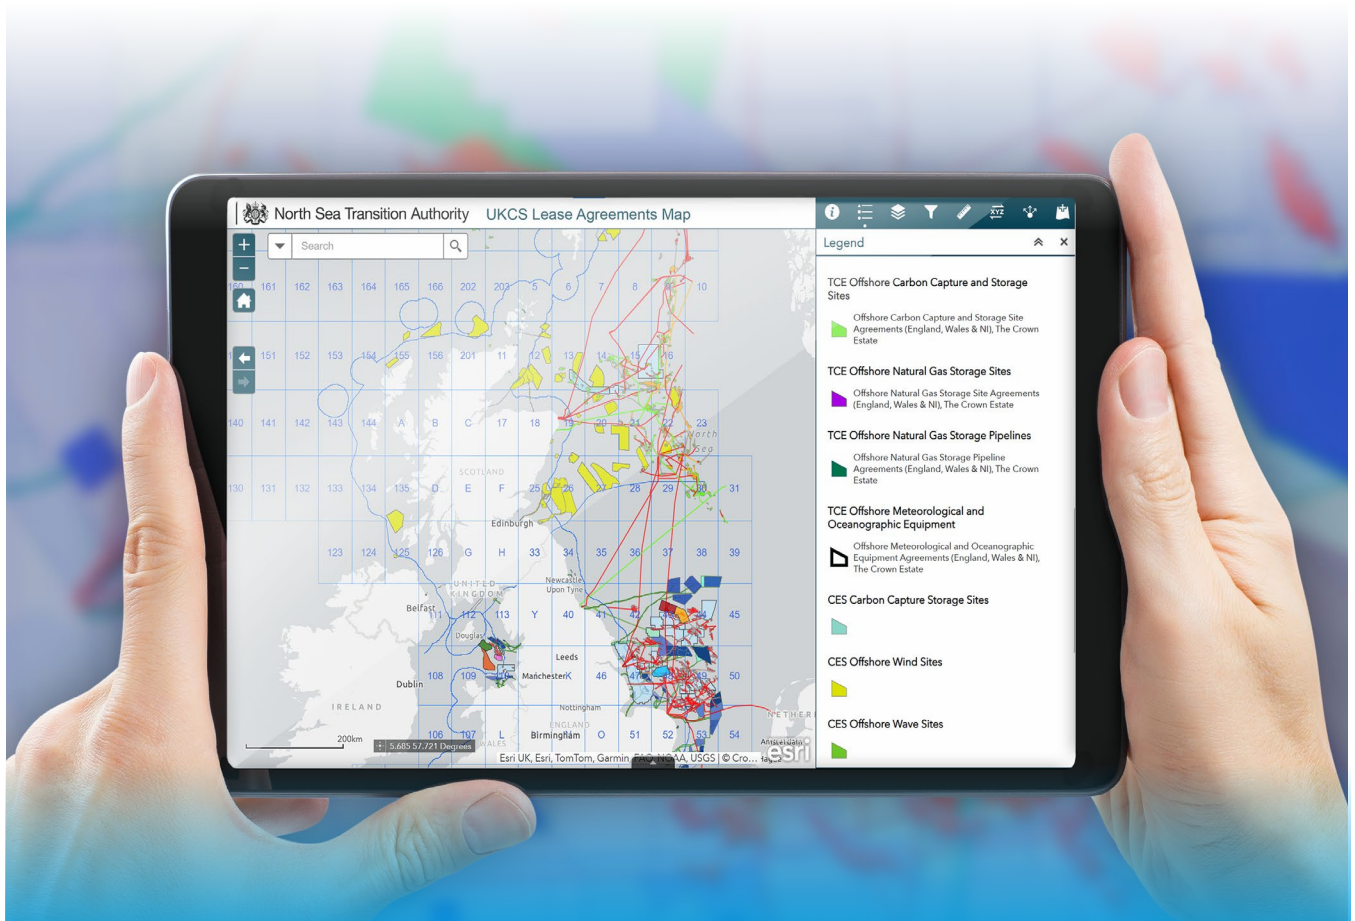 North Sea Transition Authority UKCS Lease Agreements Map
Search
Legend
160 161 162 163 164 165 166 202 203 5 6 7 8 10
151 152 153 154 155 156 201 11 12 13 14 15 16
140 141 142 143 144 A B C 17 18 19 20 21 22 23
North
Sea
SCOTLAND
130 131 132 133 134 135 D E F 25 26 27 28 29 30 31
Edinburgh
123 124 125 126 G H 33 34 35 36 37 38 39
UNITED
KINGDOM
Newcastle
Upon Tyne
Belfast
111 112 113 Y 40 41 42 43 44 45
Douglas
Leeds
Dublin
108 109 110 Manchester K 46 47 49 50
IRELAND
Nottingham
ENGLAND
NETHER
106 107 L Birmingham O 51 52 53 54
WALES
Amsterdam
200km
5.685 57.721 Degrees
esri
Esri UK, Esri, TomTom, Garmin, FAO, NOAA, USGS | © Cro...
TCE Offshore Carbon Capture and Storage
Sites
Offshore Carbon Capture and Storage Site
Agreements (England, Wales & NI), The Crown
Estate
TCE Offshore Natural Gas Storage Sites
Offshore Natural Gas Storage Site Agreements
(England, Wales & NI), The Crown Estate
TCE Offshore Natural Gas Storage Pipelines
Offshore Natural Gas Storage Pipeline
Agreements (England, Wales & NI), The Crown
Estate
TCE Offshore Meteorological and
Oceanographic Equipment
Offshore Meteorological and Oceanographic
Equipment Agreements (England, Wales & NI),
The Crown Estate
CES Carbon Capture Storage Sites
CES Offshore Wind Sites
CES Offshore Wave Sites